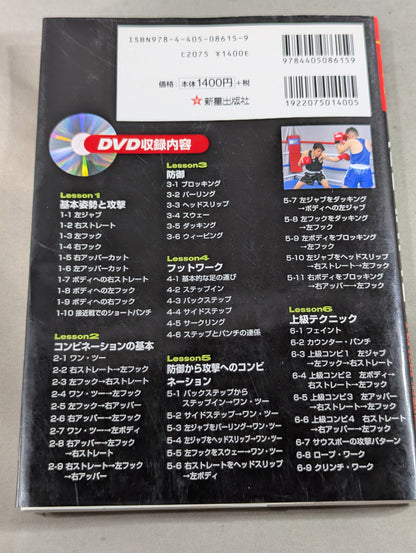 ISBN978-4-405-08615-9
C2075 ¥1400E
価格: 本体 1400円 +税
新星出版社
9784405086159
1922075014005
DVD収録内容
Lesson1
基本姿勢と攻撃
1-1 左ジャブ
1-2 右ストレート
1-3 左フック
1-4 右フック
1-5 右アッパーカット
1-6 左アッパーカット
1-7 ボディへの右ストレート
1-8 ボディへの左フック
1-9 ボディへの右フック
1-10 接近戦でのショートパンチ
Lesson2
コンビネーションの基本
2-1 ワン・ツー
2-2 右ストレート→左フック
2-3 左フック→右ストレート
2-4 ワン・ツー→左フック
2-5 左フック→右アッパー
2-6 右アッパー→左フック
2-7 ワン・ツー→左ボディ
2-8 右アッパー→左フック
→右ストレート
2-9 右ストレート→左フック
→右アッパー
Lesson3
防御
3-1 ブロッキング
3-2 パーリング
3-3 ヘッドスリップ
3-4 スウェー
3-5 ダッキング
3-6 ウィービング
Lesson4
フットワーク
4-1 基本的な足の運び
4-2 ステップイン
4-3 バックステップ
4-4 サイドステップ
4-5 サークリング
4-6 ステップとパンチの連係
Lesson5
防御から攻撃へのコンビ
ネーション
5-1 バックステップから
ステップイン→ワン・ツー
5-2 サイドステップ→ワン・ツー
5-3 左ジャブをパーリング→ワン・ツー
5-4 左ジャブをヘッドスリップ→ワン・ツー
5-5 左フックをスウェー→ワン・ツー
5-6 右ストレートをヘッドスリップ
→左ボディ
5-7 左ジャブをダッキング
→ボディへの左ジャブ
5-8 左フックをダッキング
→左フック
5-9 左ボディをブロッキング
→左フック
5-10 左ジャブをヘッドスリップ
→右ストレート→左フック
5-11 右ボディをブロッキング
→右アッパー→左フック
Lesson6
上級テクニック
6-1 フェイント
6-2 カウンター・パンチ
6-3 上級コンビ1 左ジャブ
→左フック→右ストレート
6-4 上級コンビ2 左ボディ→
右ストレート→左フック
6-5 上級コンビ3 左アッパー
→右ストレート→左フック
6-6 上級コンビ4 右ストレート
→右アッパー→左フック
6-7 サウスポーの攻撃パターン
6-8 ロープ・ワーク
6-9 クリンチ・ワーク